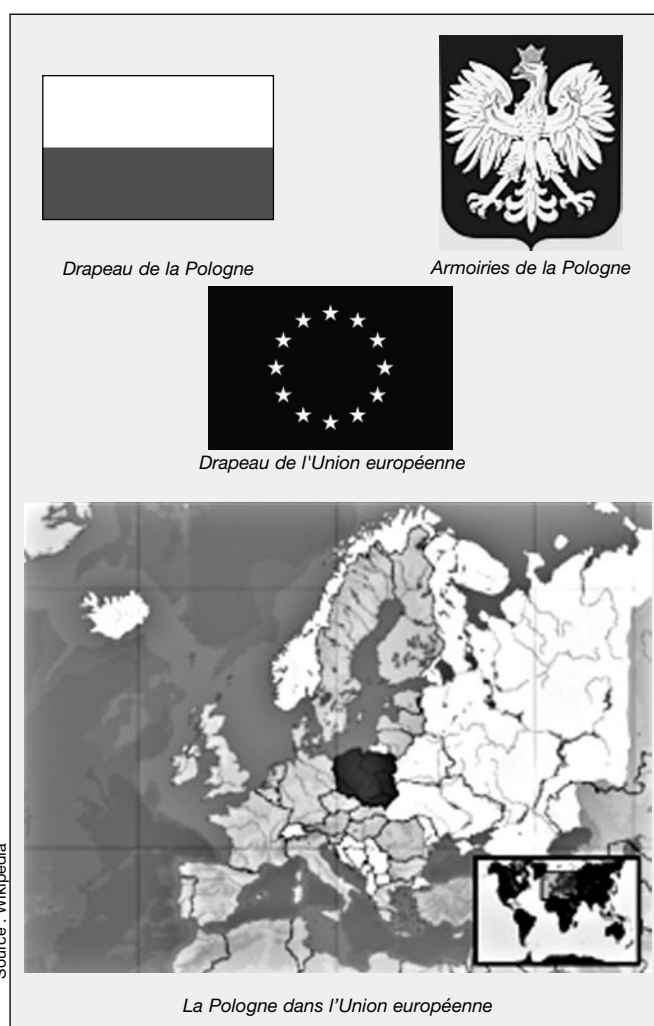 Drapeau de la Pologne
Armoiries de la Pologne
Drapeau de l'Union européenne
Source : Wikipedia
La Pologne dans l'Union européenne